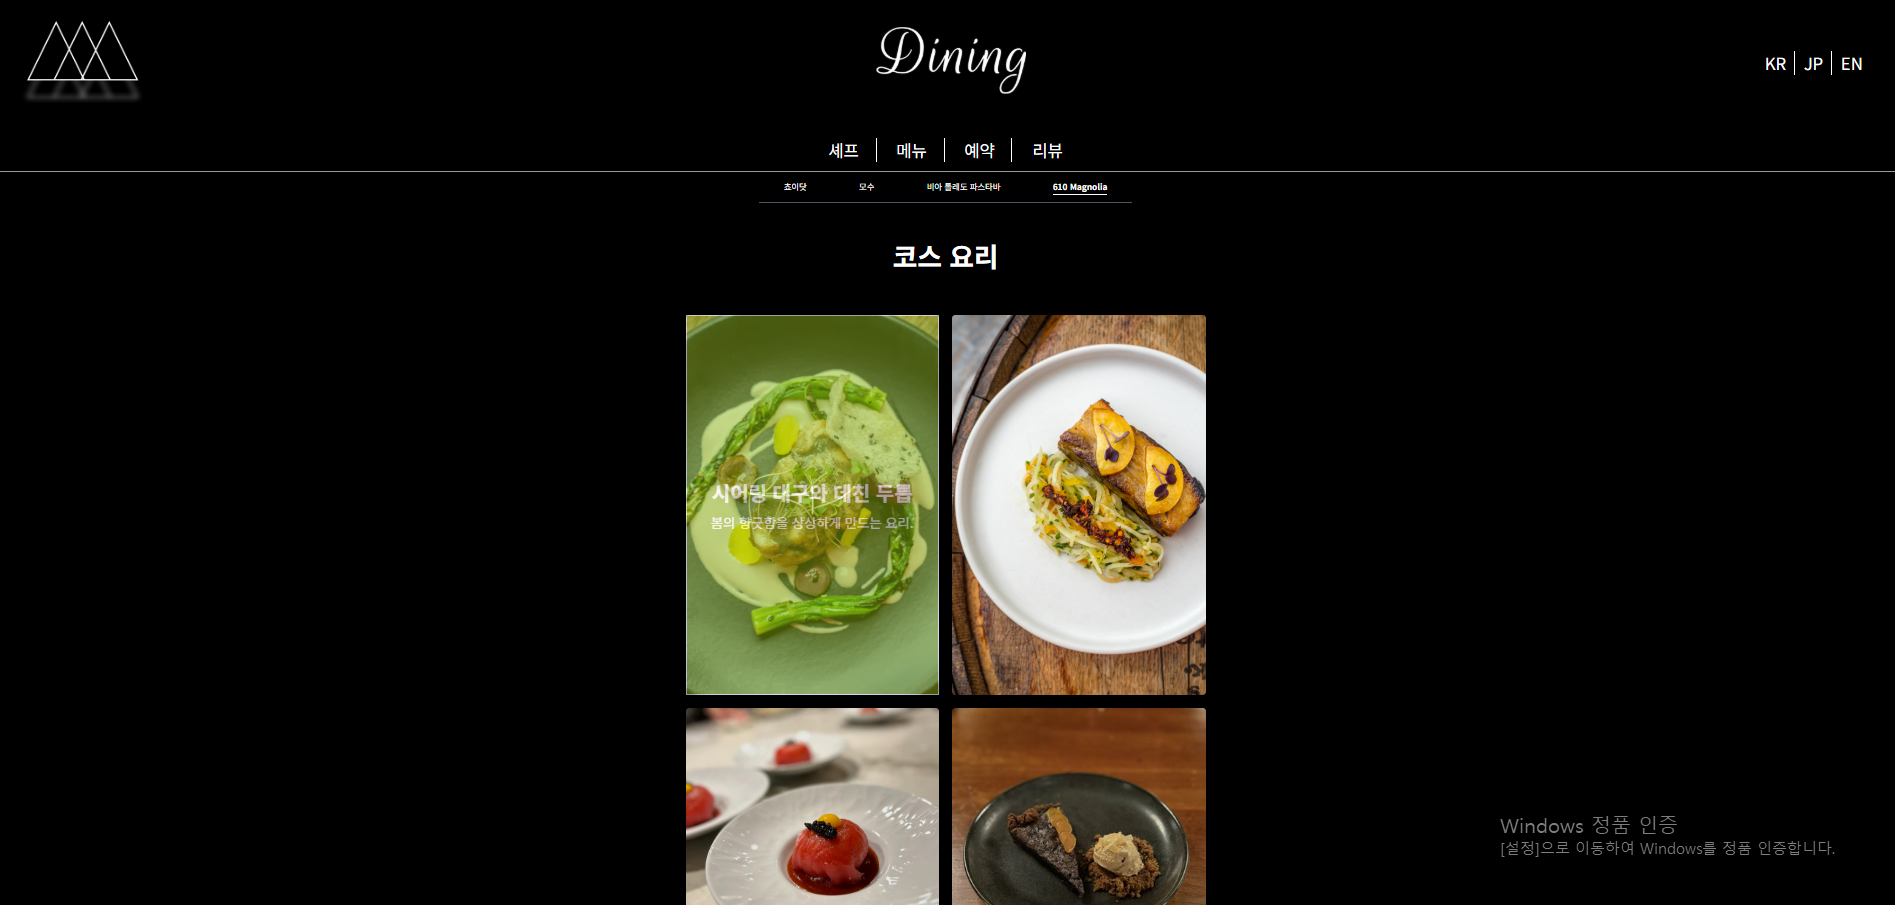 Dining
KR JP EN
셰프 메뉴 예약 리뷰
쵸이닷 모수 비아 톨레도 파스타바 610 Magnolia
코스 요리
시어링 대구와 데친 두릅
봄의 향긋함을 상상하게 만드는 요리.
Windows 정품 인증
[설정]으로 이동하여 Windows를 정품 인증합니다.